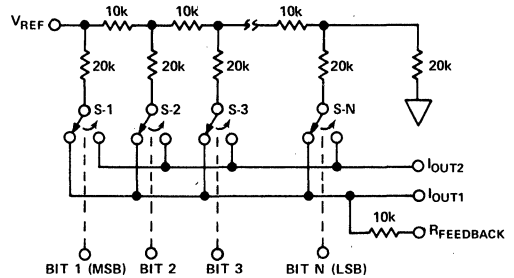 10k 10k 10k
VREF
20k 20k 20k 20k 20k
S-1 S-2 S-3 S-N
IOUT2
IOUT1
10k
RFEEDBACK
BIT 1 (MSB) BIT 2 BIT 3 BIT N (LSB)